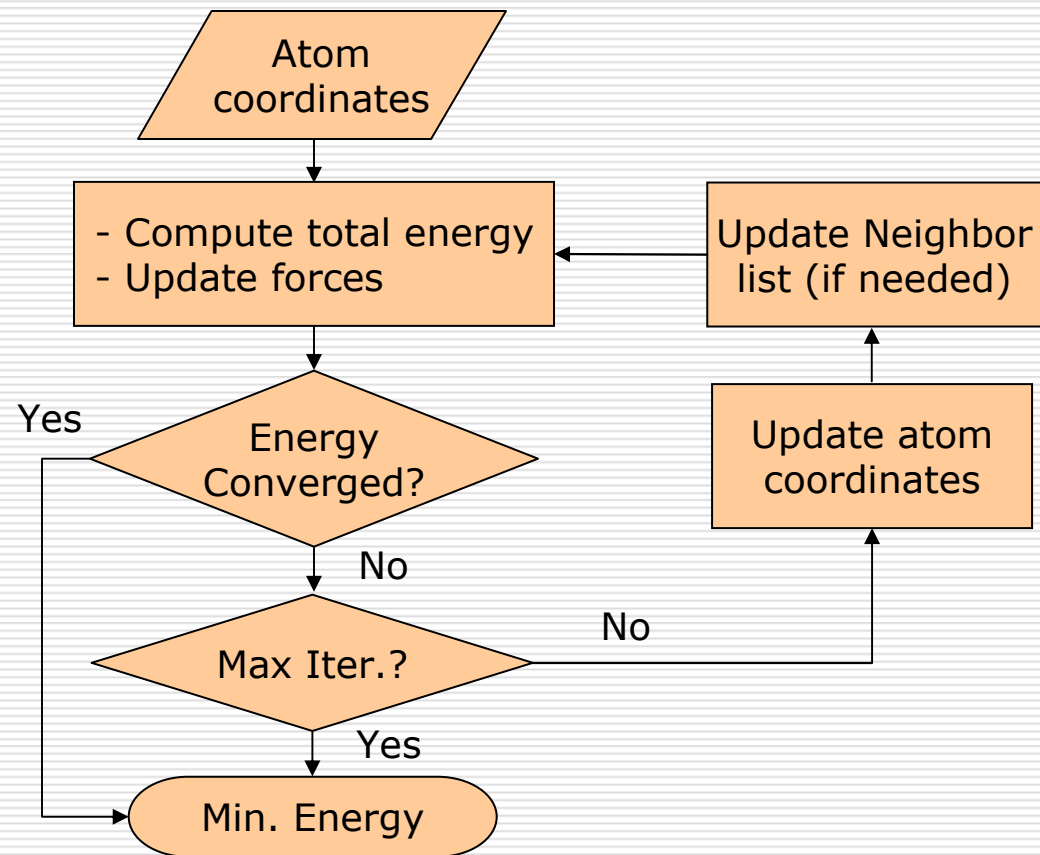 Atom
coordinates
- Compute total energy
- Update forces
Update Neighbor
list (if needed)
Yes
Energy
Converged?
Update atom
coordinates
No
No
Max Iter.?
Yes
Min. Energy